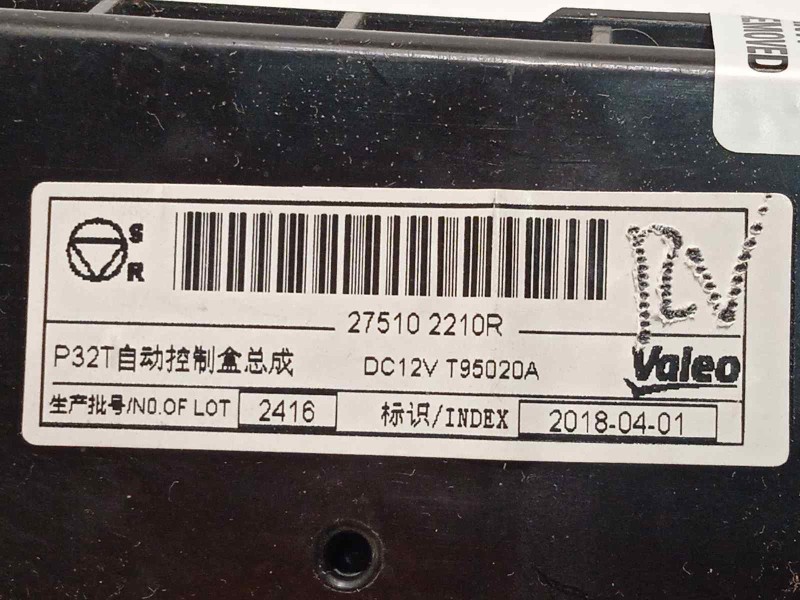 REMOVED
S
R
27510 2210R
P32T自动控制盒总成 DC12V T95020A Valeo
生产批号/NO.OF LOT 2416 标识/INDEX 2018-04-01